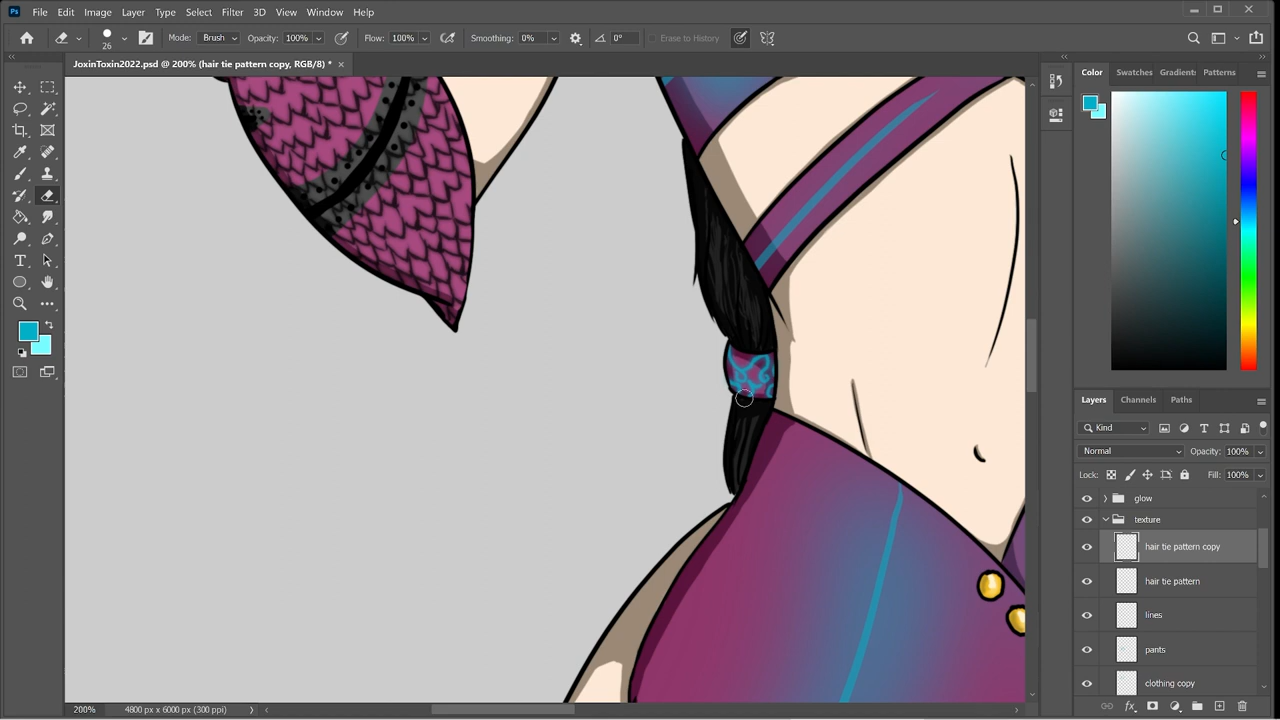 Ps File Edit Image Layer Type Select Filter 3D View Window Help
26 Mode: Brush Opacity: 100% Flow: 100% Smoothing: 0% 0° Erase to History
JoxinToxin2022.psd @ 200% (hair tie pattern copy, RGB/8) * ×
Color Swatches Gradients Patterns
Layers Channels Paths
Kind
Normal Opacity: 100%
Lock: Fill: 100%
glow
texture
hair tie pattern copy
hair tie pattern
lines
pants
clothing copy
fx
200% 4800 px x 6000 px (300 ppi)